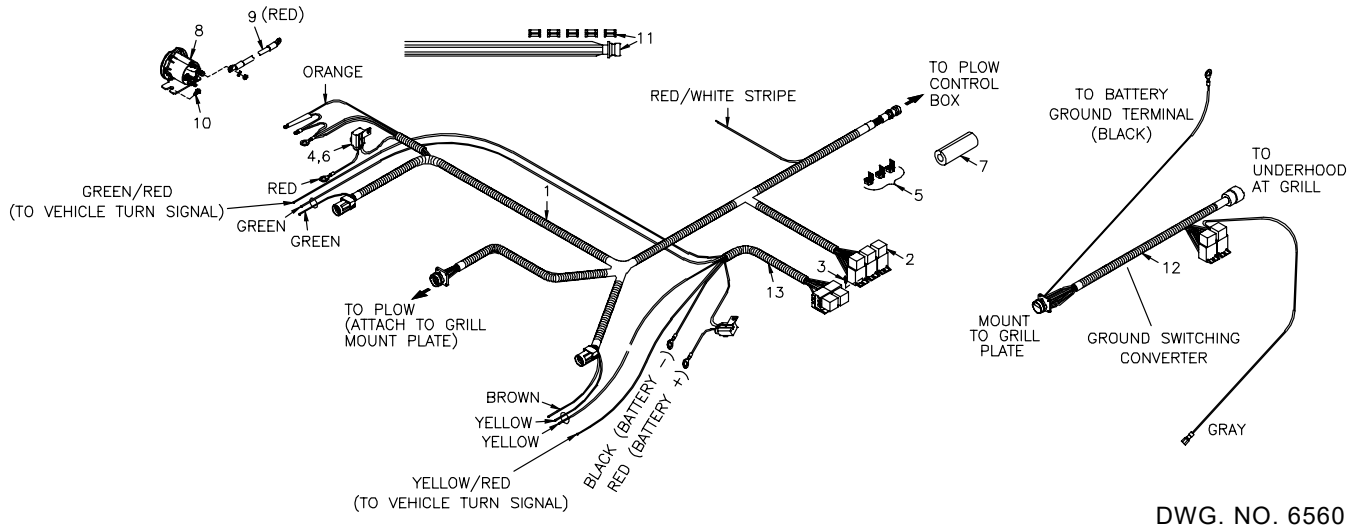 9 (RED)
8
10
11
ORANGE
4,6
RED
GREEN/RED
(TO VEHICLE TURN SIGNAL)
GREEN
GREEN
1
RED/WHITE STRIPE
TO PLOW
CONTROL
BOX
7
5
2
3
13
TO PLOW
(ATTACH TO GRILL
MOUNT PLATE)
BROWN
YELLOW
YELLOW
YELLOW/RED
(TO VEHICLE TURN SIGNAL)
BLACK (BATTERY -)
RED (BATTERY +)
TO BATTERY
GROUND TERMINAL
(BLACK)
TO
UNDERHOOD
AT GRILL
12
MOUNT
TO GRILL
PLATE
GROUND SWITCHING
CONVERTER
GRAY
DWG. NO. 6560